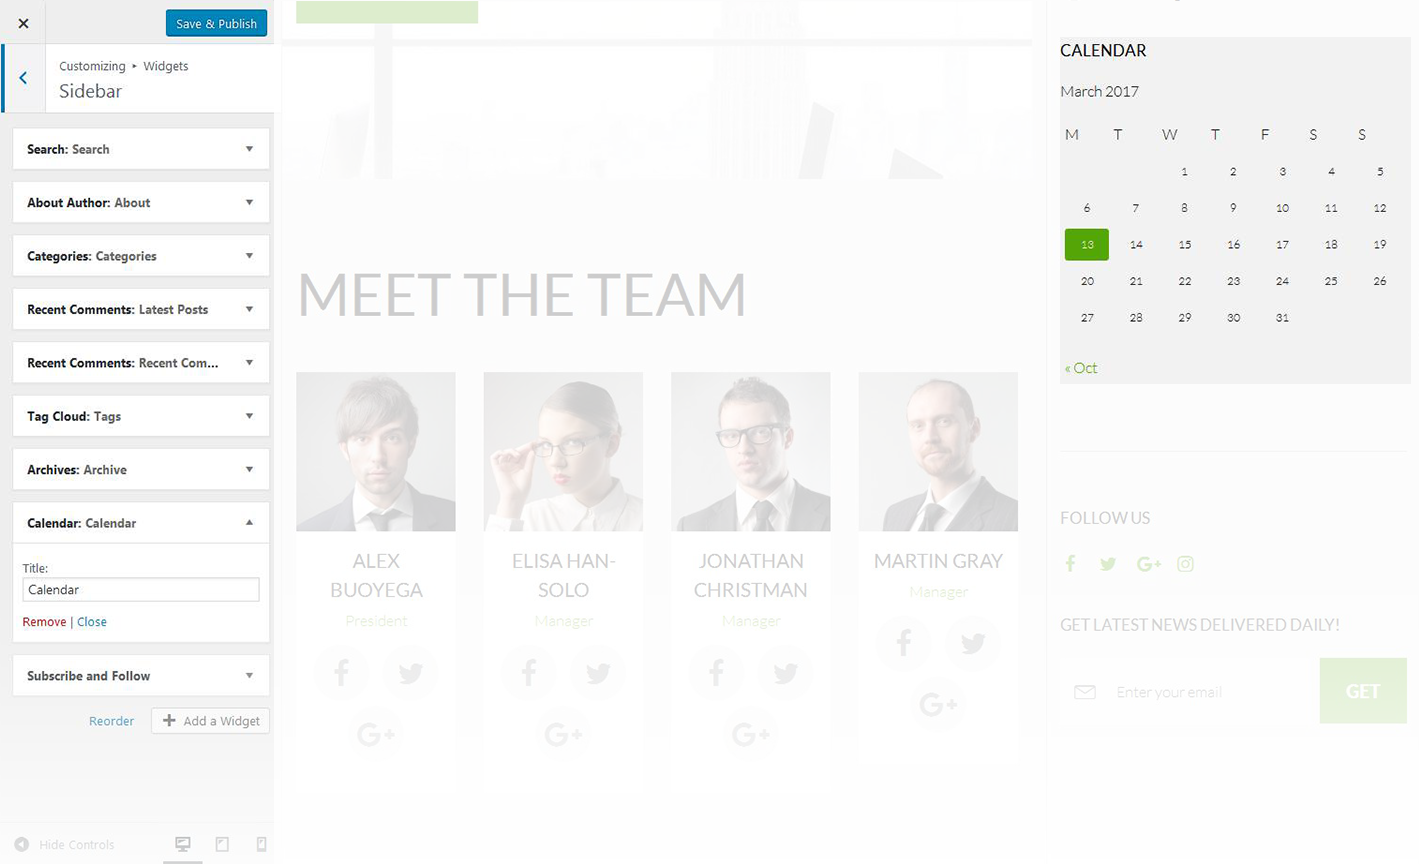 Save & Publish
Customizing ▸ Widgets
Sidebar
Search: Search
About Author: About
Categories: Categories
Recent Comments: Latest Posts
Recent Comments: Recent Com...
Tag Cloud: Tags
Archives: Archive
Calendar: Calendar
Title:
Calendar
Remove | Close
Subscribe and Follow
Reorder
Add a Widget
Hide Controls
MEET THE TEAM
ALEX
BUOYEGA
President
ELISA HAN-
SOLO
Manager
JONATHAN
CHRISTMAN
Manager
MARTIN GRAY
Manager
CALENDAR
March 2017
M T W T F S S
1 2 3 4 5
6 7 8 9 10 11 12
13 14 15 16 17 18 19
20 21 22 23 24 25 26
27 28 29 30 31
« Oct
FOLLOW US
GET LATEST NEWS DELIVERED DAILY!
Enter your email
GET